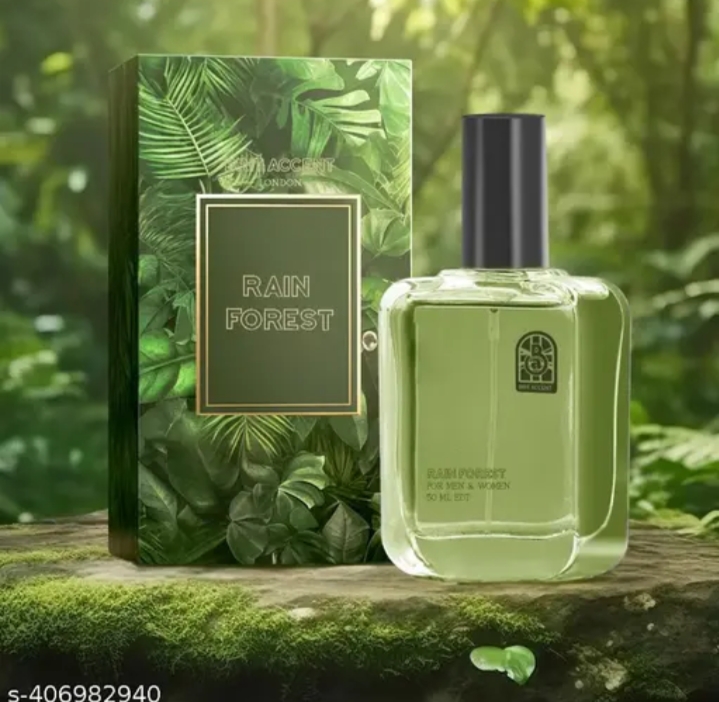 ACCENT
LONDON
RAIN
FOREST
RAIN FOREST
FOR MEN & WOMEN
50 ML EDT
s-406982940